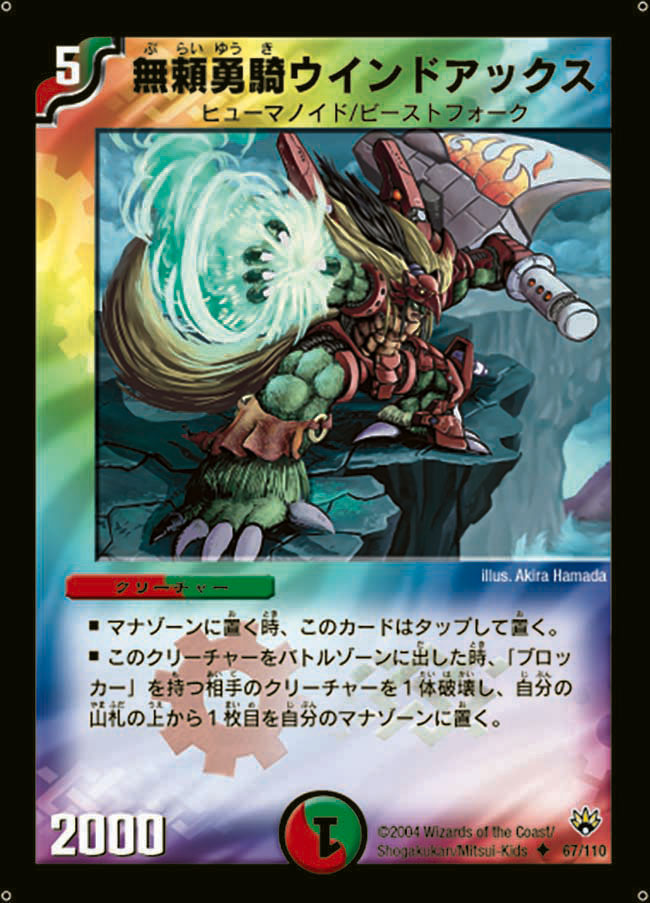 5
無頼勇騎ウインドアックス
ぶらいゆうき
ヒューマノイド/ビーストフォーク
illus. Akira Hamada
クリーチャー
■ マナゾーンに置く時、このカードはタップして置く。
■ このクリーチャーをバトルゾーンに出した時、「ブロッ
カー」を持つ相手のクリーチャーを1体破壊し、自分の
山札の上から1枚目を自分のマナゾーンに置く。
2000
1
©2004 Wizards of the Coast/
Shogakukan/Mitsui-Kids
67/110